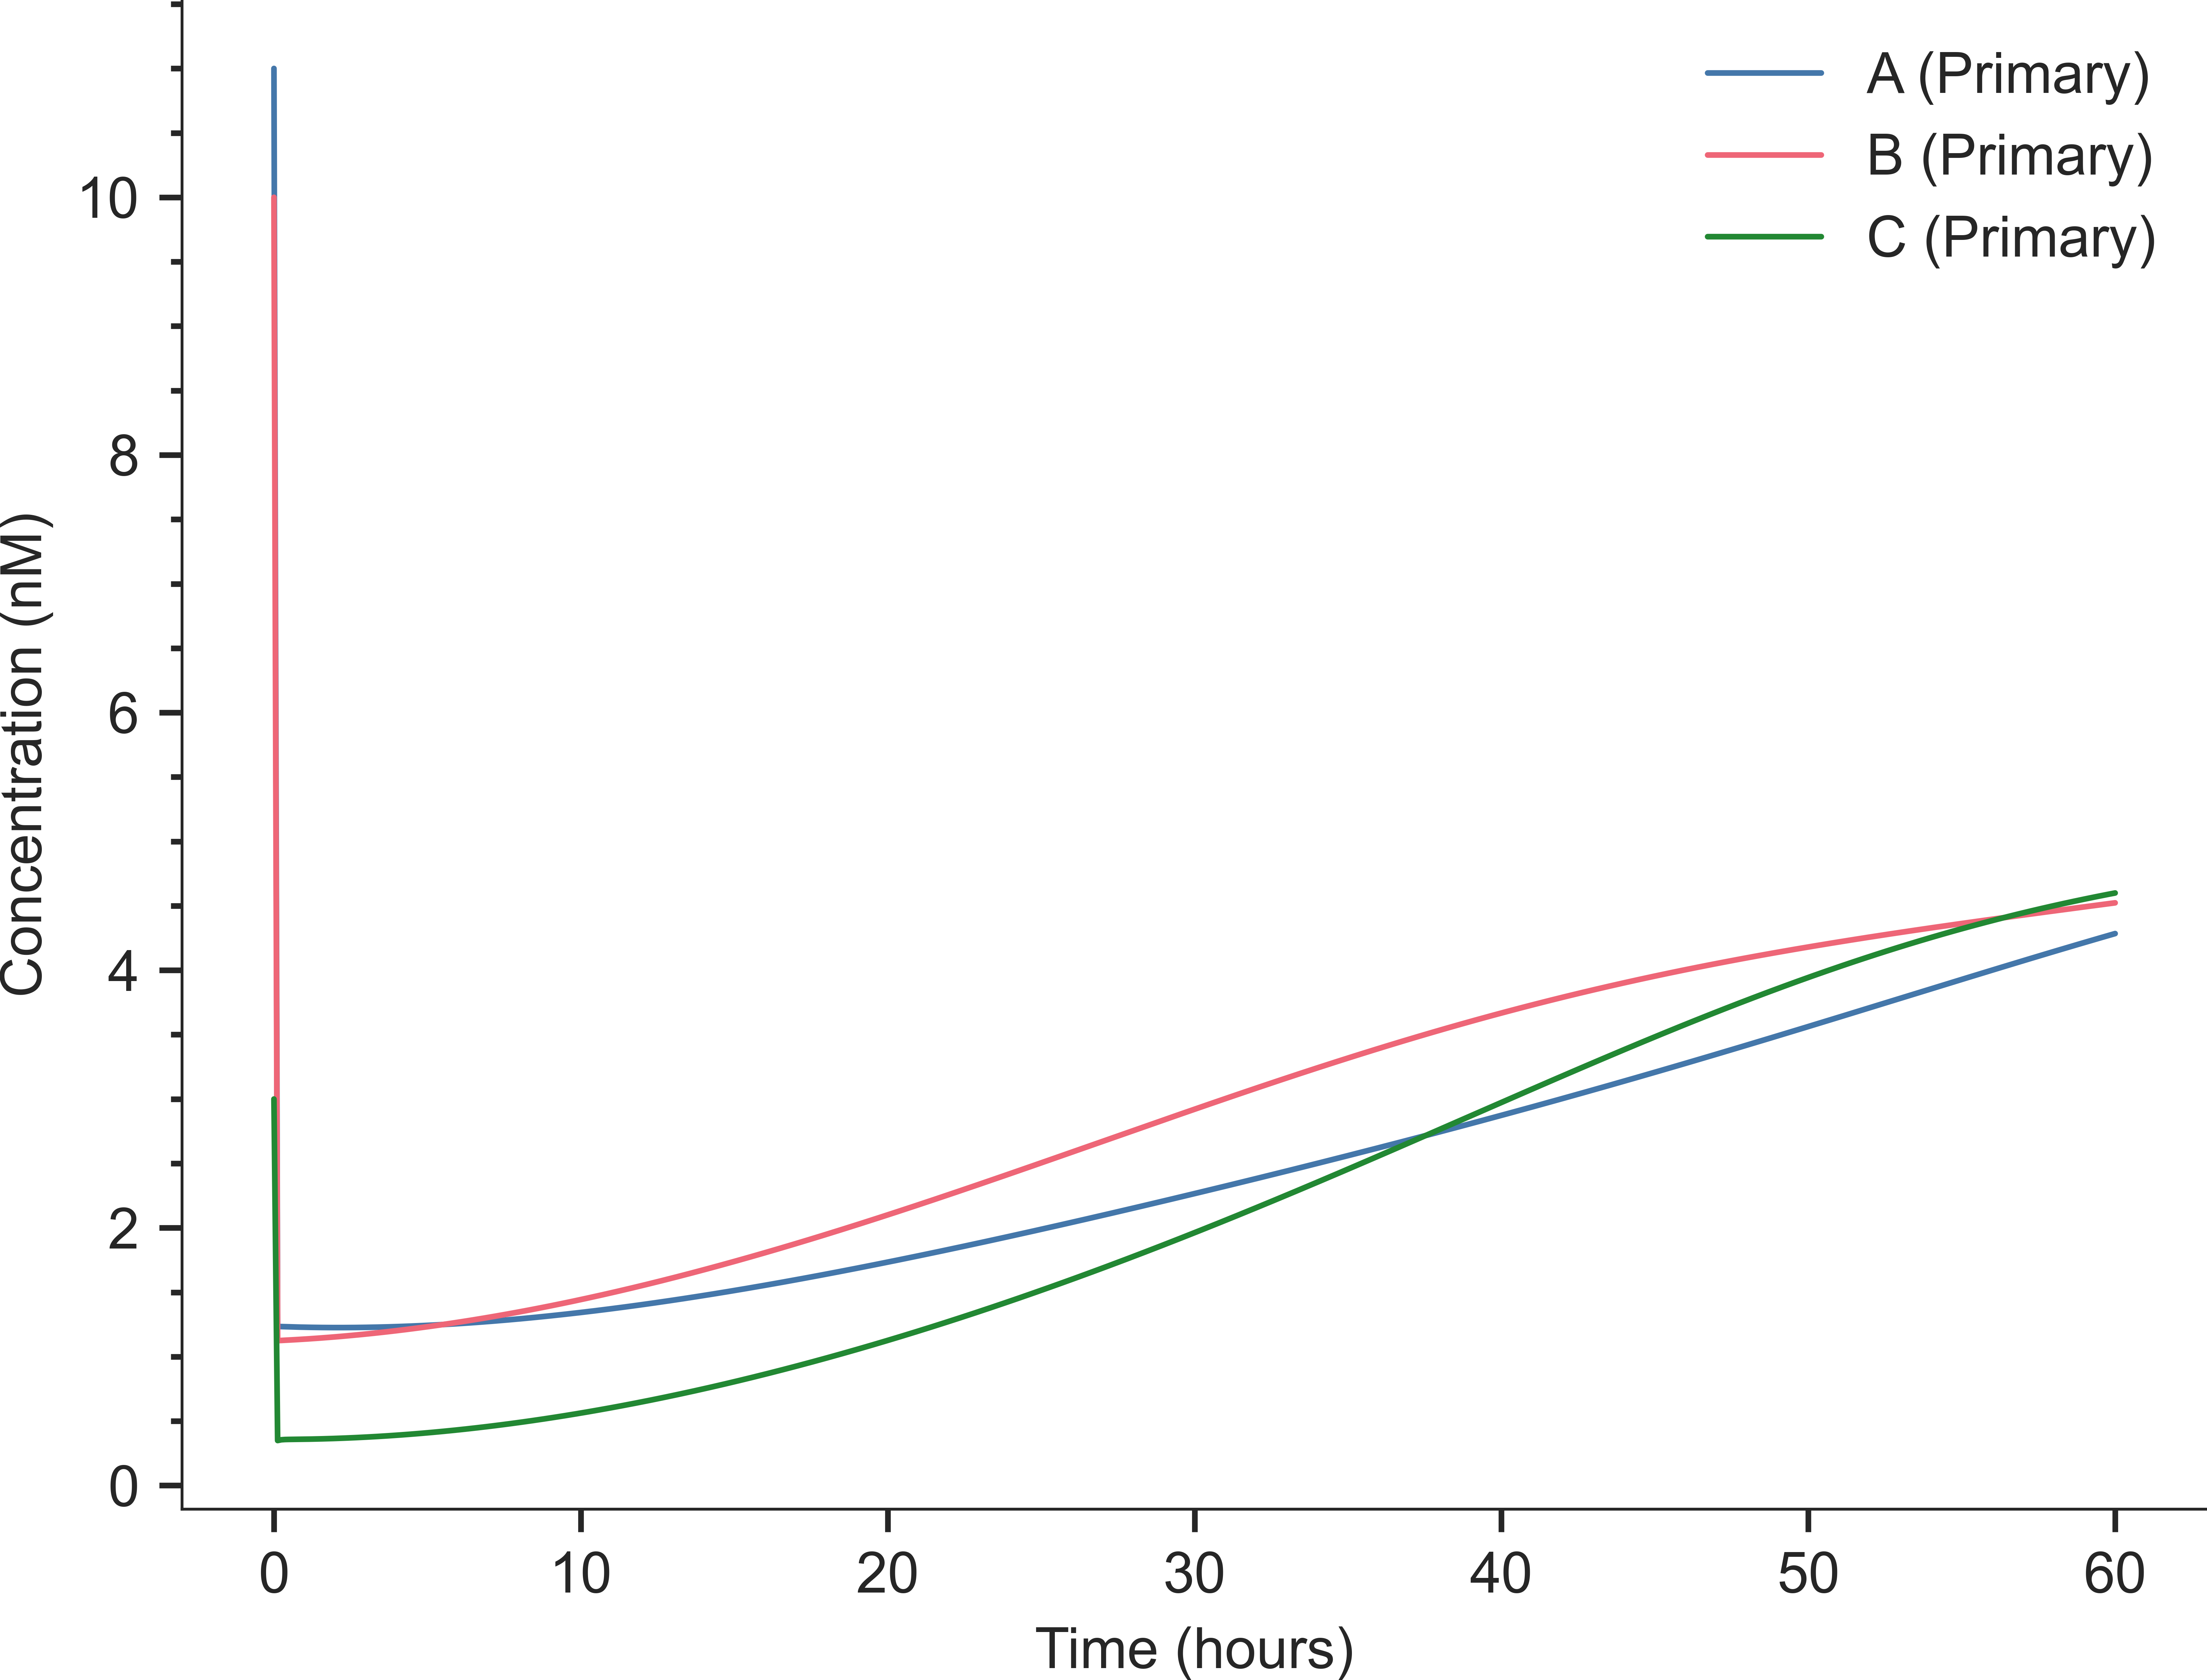 A (Primary)
B (Primary)
C (Primary)
Concentration (nM)
10
8
6
4
2
0
0 10 20 30 40 50 60
Time (hours)